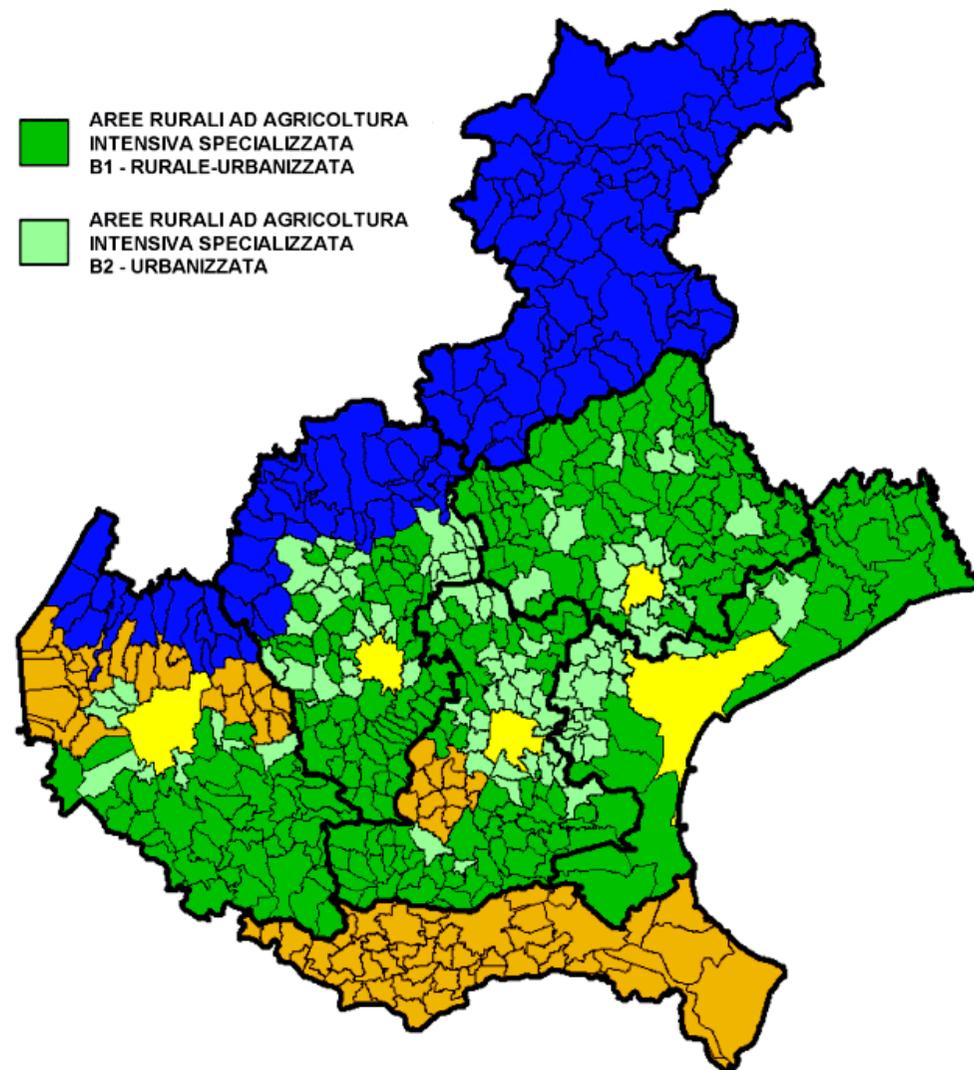 AREE RURALI AD AGRICOLTURA
INTENSIVA SPECIALIZZATA
B1 - RURALE-URBANIZZATA
AREE RURALI AD AGRICOLTURA
INTENSIVA SPECIALIZZATA
B2 - URBANIZZATA